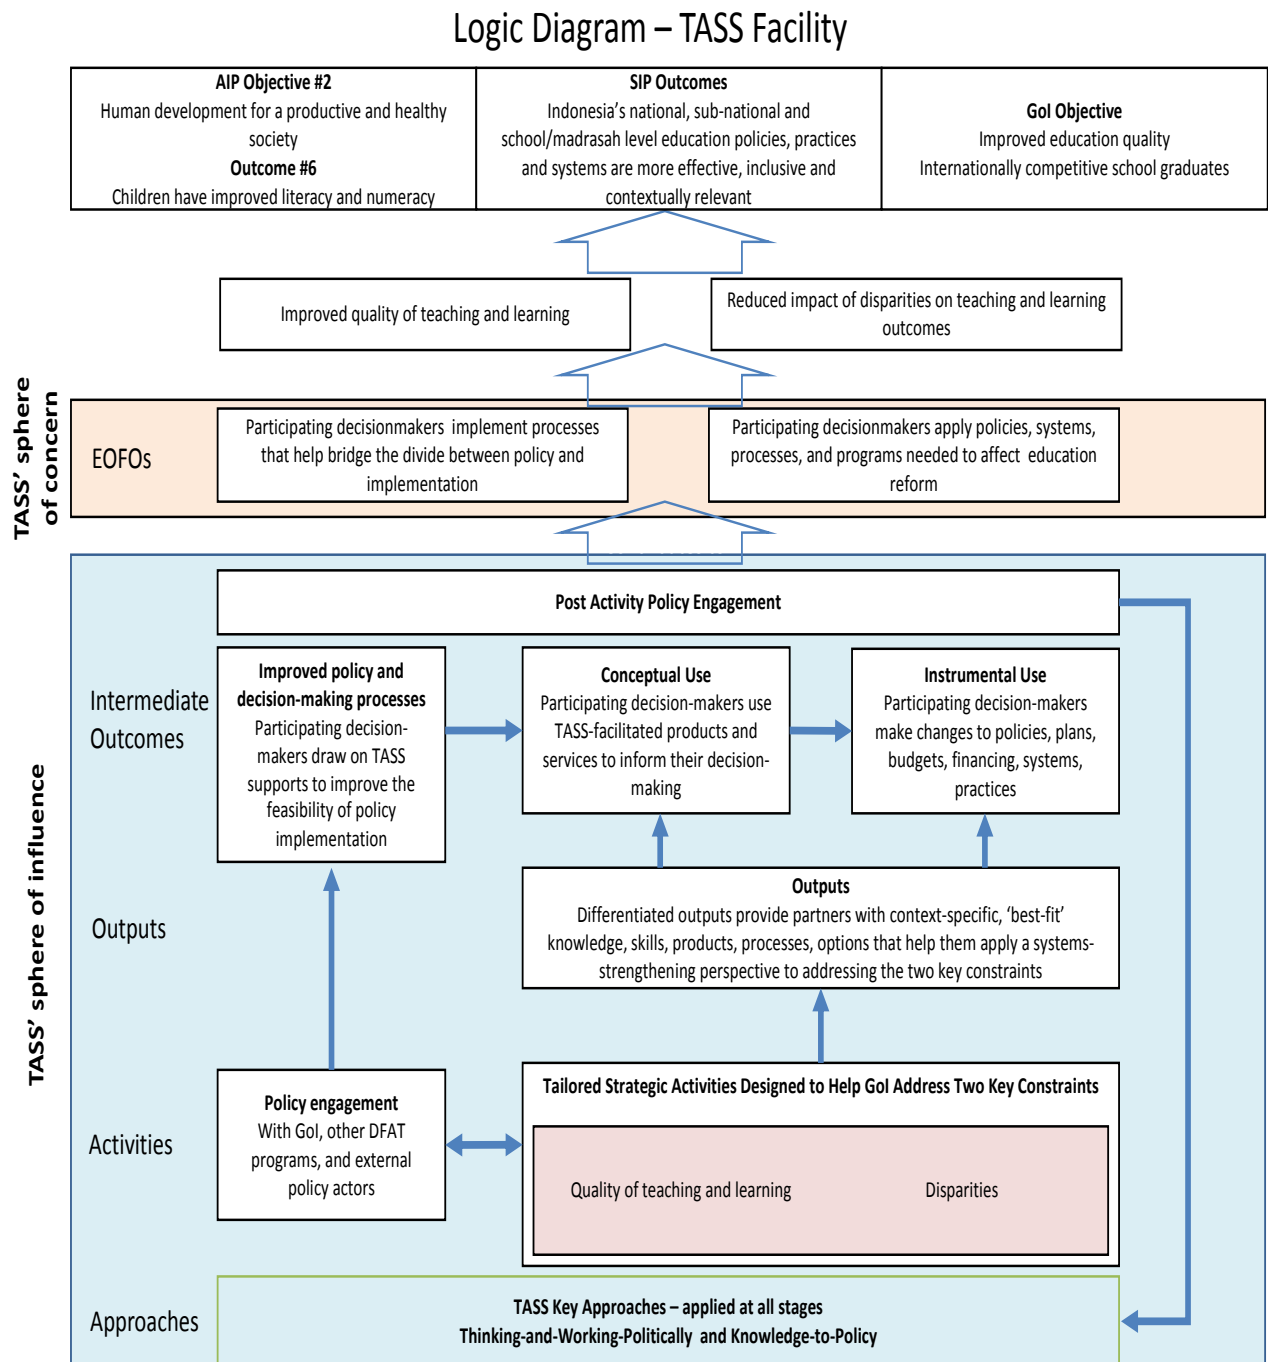 Logic Diagram – TASS Facility
AIP Objective #2
Human development for a productive and healthy
society
Outcome #6
Children have improved literacy and numeracy
SIP Outcomes
Indonesia's national, sub-national and
school/madrasah level education policies, practices
and systems are more effective, inclusive and
contextually relevant
GoI Objective
Improved education quality
Internationally competitive school graduates
Improved quality of teaching and learning
Reduced impact of disparities on teaching and learning
outcomes
TASS' sphere
of concern
EOFOs
Participating decisionmakers implement processes
that help bridge the divide between policy and
implementation
Participating decisionmakers apply policies, systems,
processes, and programs needed to affect education
reform
TASS' sphere of influence
Post Activity Policy Engagement
Intermediate
Outcomes
Improved policy and
decision-making processes
Participating decision-
makers draw on TASS
supports to improve the
feasibility of policy
implementation
Conceptual Use
Participating decision-makers use
TASS-facilitated products and
services to inform their decision-
making
Instrumental Use
Participating decision-makers
make changes to policies, plans,
budgets, financing, systems,
practices
Outputs
Outputs
Differentiated outputs provide partners with context-specific, 'best-fit'
knowledge, skills, products, processes, options that help them apply a systems-
strengthening perspective to addressing the two key constraints
Activities
Policy engagement
With GoI, other DFAT
programs, and external
policy actors
Tailored Strategic Activities Designed to Help GoI Address Two Key Constraints
Quality of teaching and learning
Disparities
Approaches
TASS Key Approaches – applied at all stages
Thinking-and-Working-Politically and Knowledge-to-Policy